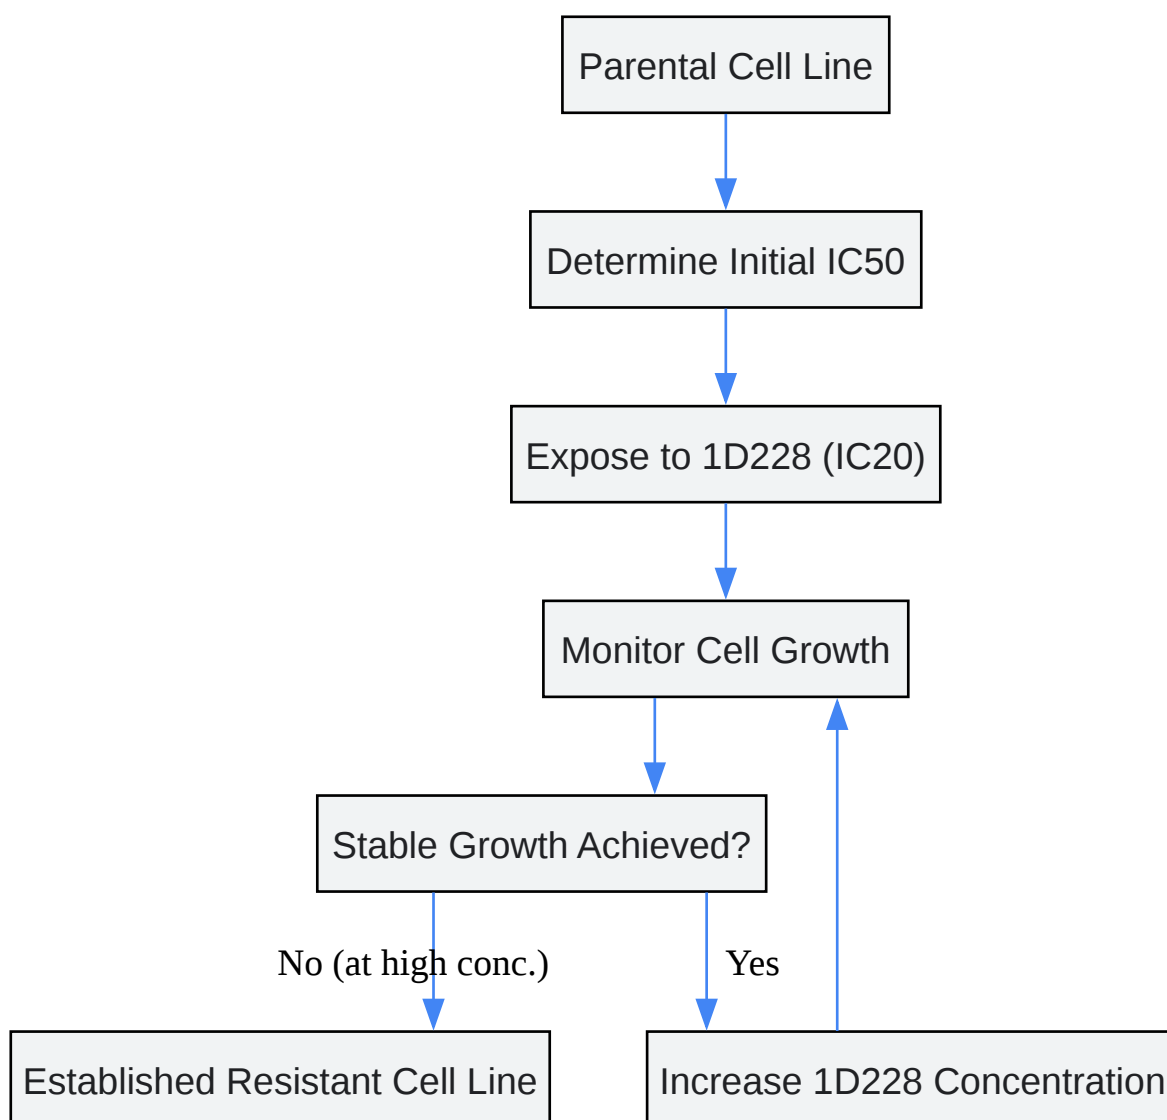 Parental Cell Line
Determine Initial IC50
Expose to 1D228 (IC20)
Monitor Cell Growth
Stable Growth Achieved?
No (at high conc.)
Yes
Established Resistant Cell Line
Increase 1D228 Concentration